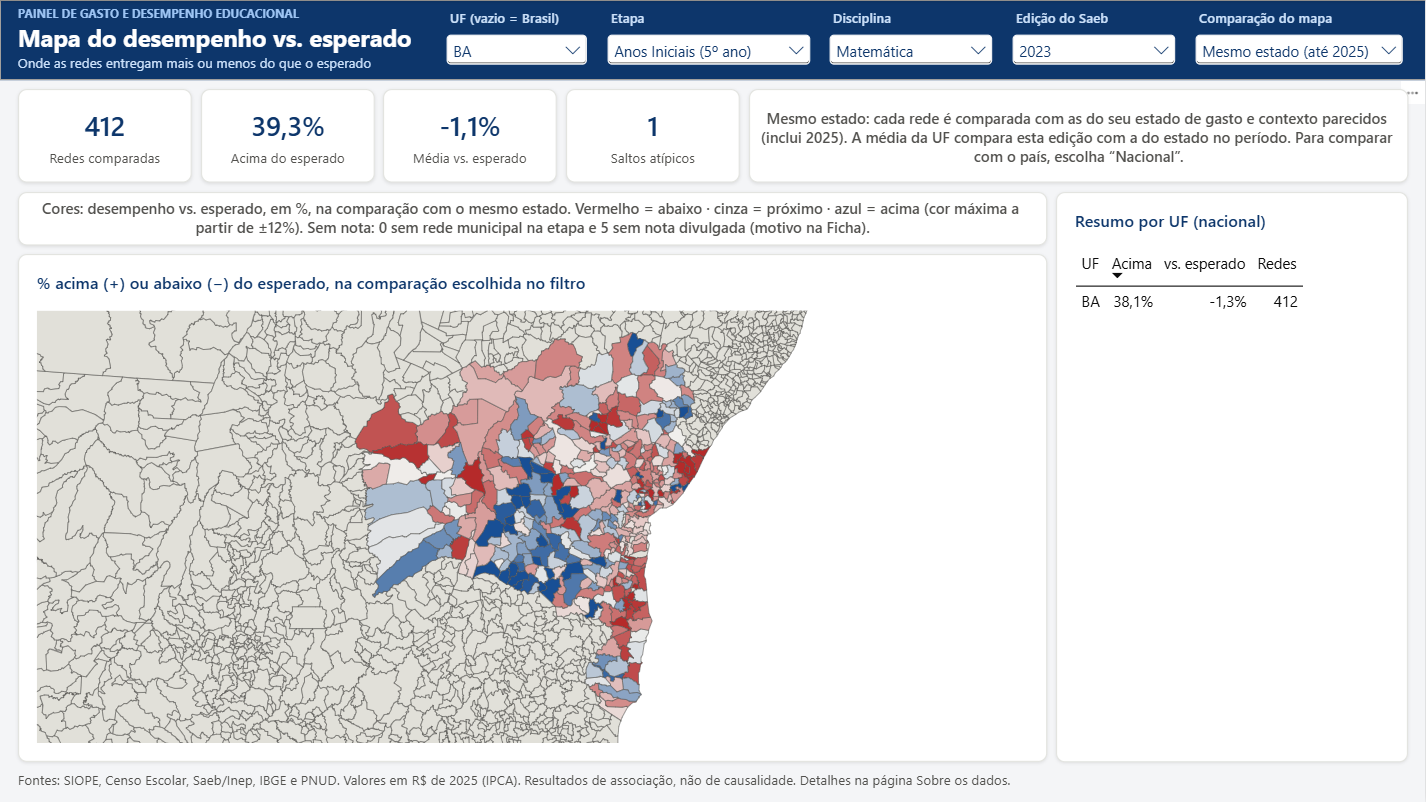 PAINEL DE GASTO E DESEMPENHO EDUCACIONAL
Mapa do desempenho vs. esperado
Onde as redes entregam mais ou menos do que o esperado
UF (vazio = Brasil)
BA
Etapa
Anos Iniciais (5º ano)
Disciplina
Matemática
Edição do Saeb
2023
Comparação do mapa
Mesmo estado (até 2025)
412
Redes comparadas
39,3%
Acima do esperado
-1,1%
Média vs. esperado
1
Saltos atípicos
Mesmo estado: cada rede é comparada com as do seu estado de gasto e contexto parecidos
(inclui 2025). A média da UF compara esta edição com a do estado no período. Para comparar
com o país, escolha “Nacional”.
Cores: desempenho vs. esperado, em %, na comparação com o mesmo estado. Vermelho = abaixo · cinza = próximo · azul = acima (cor máxima a
partir de ±12%). Sem nota: 0 sem rede municipal na etapa e 5 sem nota divulgada (motivo na Ficha).
% acima (+) ou abaixo (−) do esperado, na comparação escolhida no filtro
Resumo por UF (nacional)
UF Acima vs. esperado Redes
BA 38,1% -1,3% 412
Fontes: SIOPE, Censo Escolar, Saeb/Inep, IBGE e PNUD. Valores em R$ de 2025 (IPCA). Resultados de associação, não de causalidade. Detalhes na página Sobre os dados.